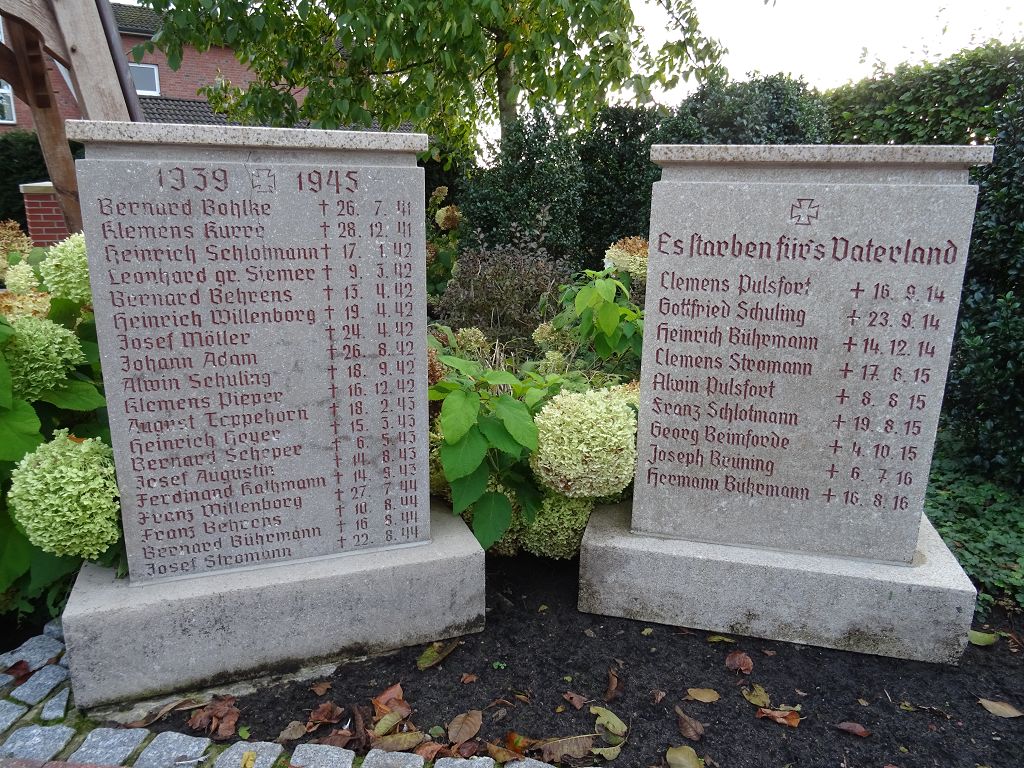 1939 1945
Bernard Bohlke † 26. 7. 41
Klemens Kurre † 28. 12. 41
Heinrich Schlotmann † 17. 1. 42
Leonhard gr. Siemer † 9. 3. 42
Bernard Behrens † 13. 4. 42
Heinrich Willenborg † 19. 4. 42
Josef Möller † 24. 4. 42
Johann Adam † 26. 8. 42
Alwin Schuling † 18. 9. 42
Klemens Pieper † 16. 12. 42
August Teppehorn † 18. 2. 43
Heinrich Heyer † 15. 3. 43
Bernard Scheper † 6. 5. 43
Josef Augustin † 14. 8. 43
Ferdinand Kathmann † 14. 9. 43
Franz Willenborg † 27. 7. 44
Franz Behrens † 10. 8. 44
Bernard Bührmann † 16. 8. 44
Josef Stromann † 22. 8. 44
Es starben für's Vaterland
Clemens Pulsfort † 16. 9. 14
Gottfried Schuling † 23. 9. 14
Heinrich Bührmann † 14. 12. 14
Clemens Stromann † 17. 6. 15
Alwin Pulsfort † 8. 8. 15
Franz Schlotmann † 19. 8. 15
Georg Beimforde † 4. 10. 15
Joseph Bruning † 6. 7. 16
Hermann Bührmann † 16. 8. 16